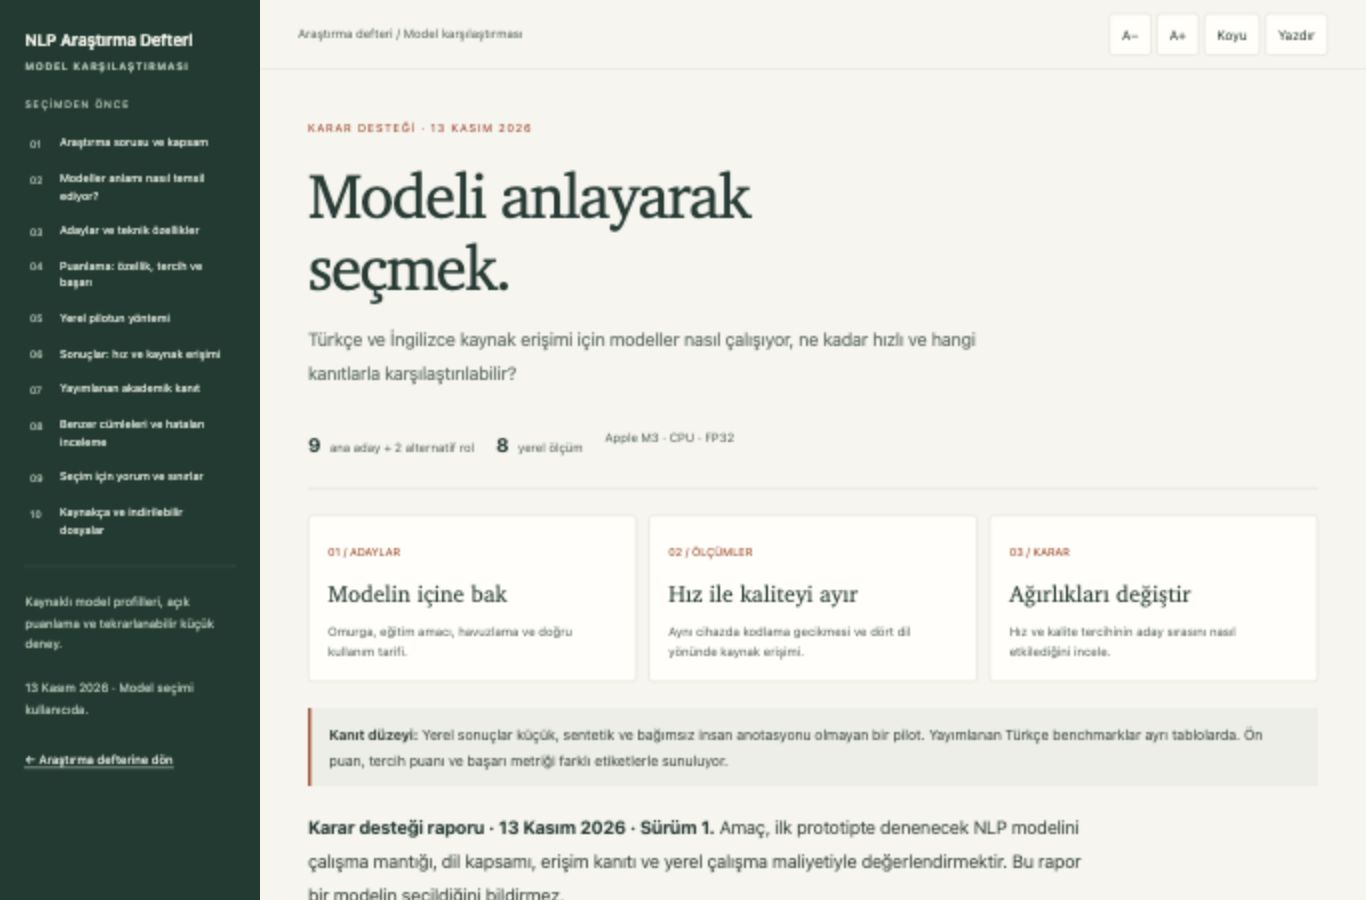 NLP Araştırma Defteri
MODEL KARŞILAŞTIRMASI
SEÇİMDEN ÖNCE
01 Araştırma sorusu ve kapsam
02 Modeller anlamı nasıl temsil
ediyor?
03 Adaylar ve teknik özellikler
04 Puanlama: özellik, tercih ve
başarı
05 Yerel pilotun yöntemi
06 Sonuçlar: hız ve kaynak erişimi
07 Yayımlanan akademik kanıt
08 Benzer cümleleri ve hataları
inceleme
09 Seçim için yorum ve sınırlar
10 Kaynakça ve indirilebilir
dosyalar
Kaynaklı model profilleri, açık
puanlama ve tekrarlanabilir küçük
deney.
13 Kasım 2026 · Model seçimi
kullanıcıda.
← Araştırma defterine dön
Araştırma defteri / Model karşılaştırması
A− A+ Koyu Yazdır
KARAR DESTEĞİ · 13 KASIM 2026
Modeli anlayarak
seçmek.
Türkçe ve İngilizce kaynak erişimi için modeller nasıl çalışıyor, ne kadar hızlı ve hangi
kanıtlarla karşılaştırılabilir?
9 ana aday + 2 alternatif rol 8 yerel ölçüm Apple M3 · CPU · FP32
01 / ADAYLAR
Modelin içine bak
Omurga, eğitim amacı, havuzlama ve doğru
kullanım tarifi.
02 / ÖLÇÜMLER
Hız ile kaliteyi ayır
Aynı cihazda kodlama gecikmesi ve dört dil
yönünde kaynak erişimi.
03 / KARAR
Ağırlıkları değiştir
Hız ve kalite tercihinin aday sırasını nasıl
etkilediğini incele.
Kanıt düzeyi: Yerel sonuçlar küçük, sentetik ve bağımsız insan anotasyonu olmayan bir pilot. Yayımlanan Türkçe benchmarklar ayrı tablolarda. Ön
puan, tercih puanı ve başarı metriği farklı etiketlerle sunuluyor.
Karar desteği raporu · 13 Kasım 2026 · Sürüm 1. Amaç, ilk prototipte denenecek NLP modelini
çalışma mantığı, dil kapsamı, erişim kanıtı ve yerel çalışma maliyetiyle değerlendirmektir. Bu rapor
bir modelin seçildiğini bildirmez.